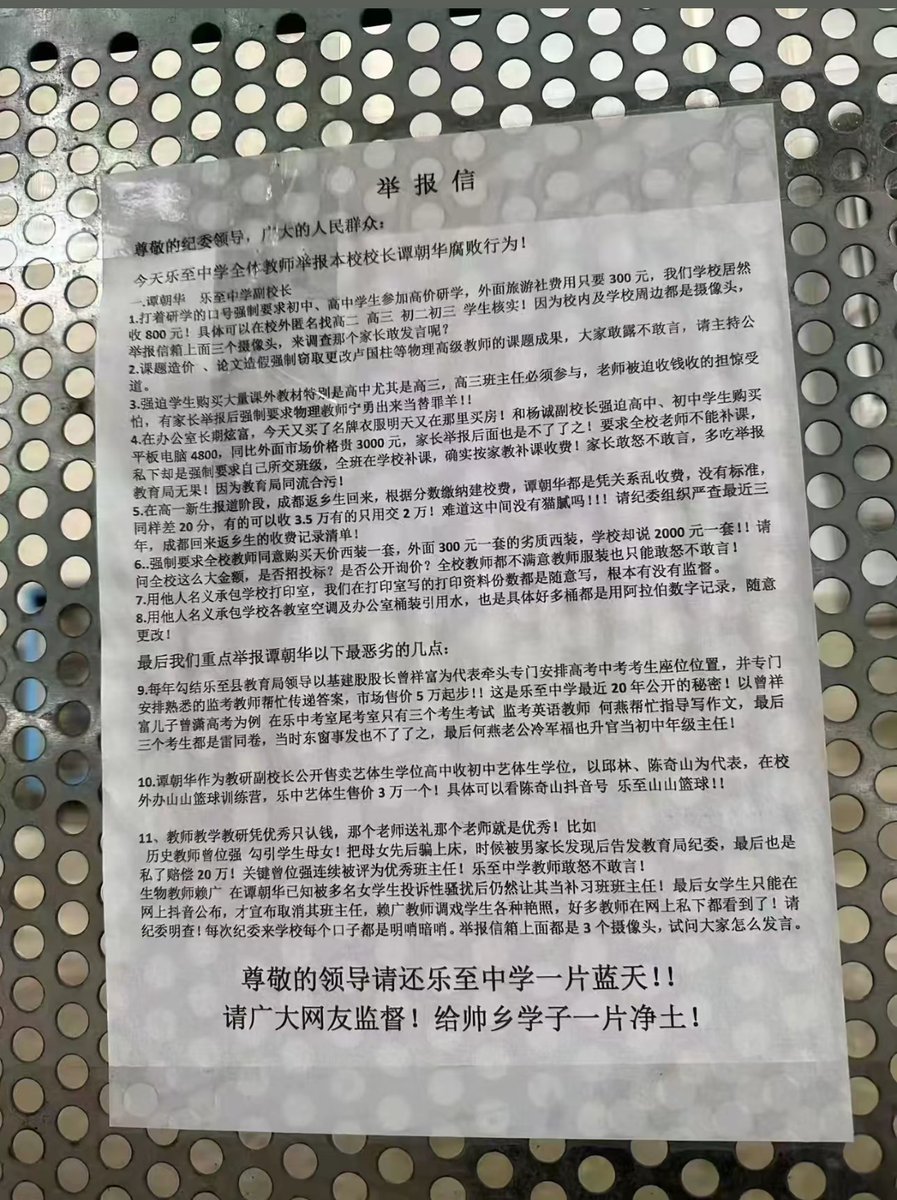 举报信
尊敬的纪委领导，广大的人民群众：
今天乐至中学全体教师举报本校校长谭朝华腐败行为！
一.谭朝华 乐至中学副校长
1.打着研学的口号强制要求初中、高中学生参加高价研学，外面旅游社费用只要 300 元，我们学校居然
收 800 元！具体可以在校外匿名找高二 高三 初二初三 学生核实！因为校内及学校周边都是摄像头，
举报信箱上面三个摄像头，来调查那个家长敢发言呢？
2.课题造价 、论文造假强制窃取更改卢国柱等物理高级教师的课题成果，大家敢露不敢言，请主持公
道。
3.强迫学生购买大量课外教材特别是高中尤其是高三，高三班主任必须参与，老师被迫收钱收的担惊受
怕，有家长举报后强制要求物理教师宁勇出来当替罪羊！！
4.在办公室长期炫富，今天又买了名牌衣服明天又在那里买房！和杨诚副校长强迫高中、初中学生购买
平板电脑 4800，同比外面市场价格贵 3000 元，家长举报后面也是不了了之！要求全校老师不能补课，
私下却是强制要求自己所交班级，全班在学校补课，确实按家教补课收费！家长敢怒不敢言，多吃举报
教育局无果！因为教育局同流合污！
5.在高一新生报道阶段，成都返乡生回来，根据分数缴纳建校费，谭朝华都是凭关系乱收费，没有标准，
同样差 20 分，有的可以收 3.5 万有的只用交 2 万！难道这中间没有猫腻吗！！！请纪委组织严查最近三
年，成都回来返乡生的收费记录清单！
6..强制要求全校教师同意购买天价西装一套，外面 300 元一套的劣质西装，学校却说 2000 元一套！！请
问全校这么大金额，是否招投标？是否公开询价？全校教师都不满意教师服装也只能敢怒不敢言！
7.用他人名义承包学校打印室，我们在打印室写的打印资料份数都是随意写，根本有没有监督。
8.用他人名义承包学校各教室空调及办公室桶装引用水，也是具体好多桶都是用阿拉伯数字记录，随意
更改！
最后我们重点举报谭朝华以下最恶劣的几点：
9.每年勾结乐至县教育局领导以基建股股长曾祥富为代表牵头专门安排高考中考考生座位位置，并专门
安排熟悉的监考教师帮忙传递答案，市场售价 5 万起步！！这是乐至中学最近 20 年公开的秘密！以曾祥
富儿子曾潇高考为例 在乐中考室尾考室只有三个考生考试 监考英语教师 何燕帮忙指导写作文，最后
三个考生都是雷同卷，当时东窗事发也不了了之，最后何燕老公冷军福也升官当初中年级主任！
10.谭朝华作为教研副校长公开售卖艺体生学位高中收初中艺体生学位，以邱林、陈奇山为代表，在校
外办山山篮球训练营，乐中艺体生售价 3 万一个！具体可以看陈奇山抖音号 乐至山山篮球！！
11、教师教学教研凭优秀只认钱，那个老师送礼那个老师就是优秀！比如
历史教师曾位强 勾引学生母女！把母女先后骗上床，时候被男家长发现后告发教育局纪委，最后也是
私了赔偿 20 万！关键曾位强连续被评为优秀班主任！乐至中学教师敢怒不敢言！
生物教师赖广 在谭朝华已知被多名女学生投诉性骚扰后仍然让其当补习班班主任！最后女学生只能在
网上抖音公布，才宣布取消其班主任，赖广教师调戏学生各种艳照，好多教师在网上私下都看到了！请
纪委明查！每次纪委来学校每个口子都是明哨暗哨。举报信箱上面都是 3 个摄像头，试问大家怎么发言。
尊敬的领导请还乐至中学一片蓝天！！
请广大网友监督！给帅乡学子一片净土！